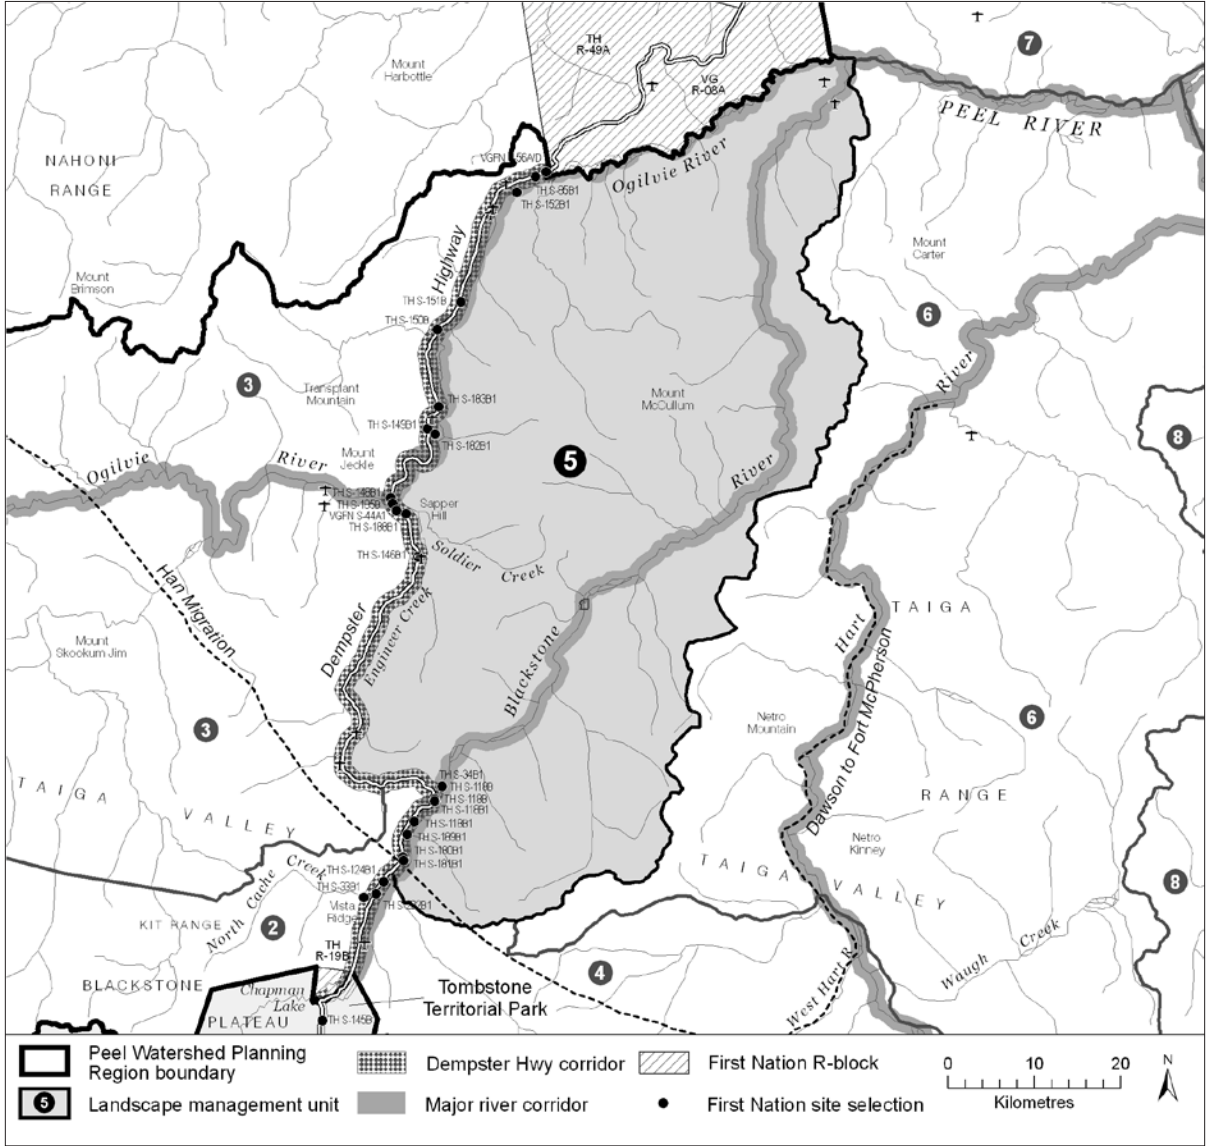 TH
R-49A
7
Mount
Harbottle
VG
R-08A
PEEL RIVER
NAHONI
RANGE
Ogilvie River
TH S-85B1
TH S-152B1
Highway
Mount
Carter
Mount
Brimson
TH S-151B
6
TH S-150B
River
3
Transplant
Mountain
Mount
McCullum
TH S-183B1
TH S-149B1
TH S-182B1
8
Mount
Jeckle
5
Ogilvie River
River
Sapper
Hill
VGFN S-44A1
TH S-188B1
TH S-146B1
Soldier Creek
Han Migration
Engineer Creek
Dempster
TAIGA
Hart
Mount
Skookum Jim
Blackstone
Dawson to Fort McPherson
Netro
Mountain
6
3
TH S-34B1
TH S-118B
TH S-118B
TH S-118B1
TAIGA
VALLEY
RANGE
TH S-118B1
TH S-189B1
TH S-180B1
TH S-181B1
Netro
Kinney
TAIGA VALLEY
8
North Cache Creek
TH S-124B1
TH S-33B1
Vista
Ridge
KIT RANGE
2
TH
R-19B
4
West Hart R.
Waugh Creek
BLACKSTONE
PLATEAU
Chapman
Lake
Tombstone
Territorial Park
TH S-145B
Peel Watershed Planning
Region boundary
Dempster Hwy corridor
First Nation R-block
0 10 20
Kilometres
N
5
Landscape management unit
Major river corridor
First Nation site selection